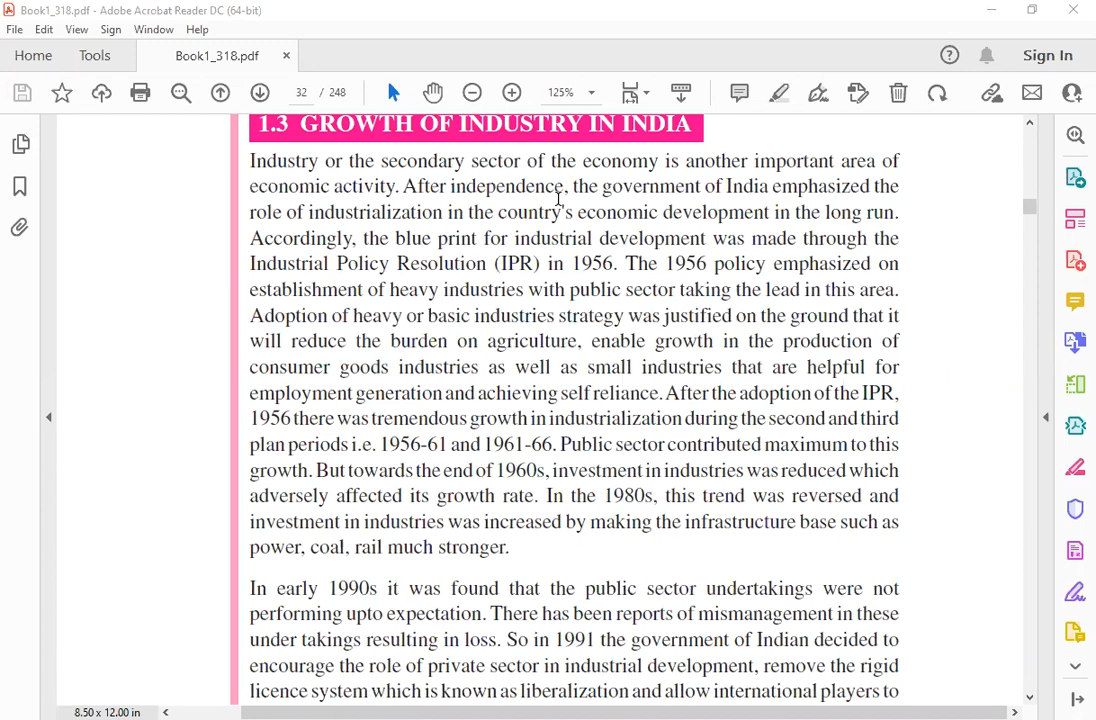 Book1_318.pdf - Adobe Acrobat Reader DC (64-bit)
File Edit View Sign Window Help
Home Tools Book1_318.pdf × Sign In
32 / 248 125%
1.3 GROWTH OF INDUSTRY IN INDIA
Industry or the secondary sector of the economy is another important area of
economic activity. After independence, the government of India emphasized the
role of industrialization in the country's economic development in the long run.
Accordingly, the blue print for industrial development was made through the
Industrial Policy Resolution (IPR) in 1956. The 1956 policy emphasized on
establishment of heavy industries with public sector taking the lead in this area.
Adoption of heavy or basic industries strategy was justified on the ground that it
will reduce the burden on agriculture, enable growth in the production of
consumer goods industries as well as small industries that are helpful for
employment generation and achieving self reliance. After the adoption of the IPR,
1956 there was tremendous growth in industrialization during the second and third
plan periods i.e. 1956-61 and 1961-66. Public sector contributed maximum to this
growth. But towards the end of 1960s, investment in industries was reduced which
adversely affected its growth rate. In the 1980s, this trend was reversed and
investment in industries was increased by making the infrastructure base such as
power, coal, rail much stronger.
In early 1990s it was found that the public sector undertakings were not
performing upto expectation. There has been reports of mismanagement in these
under takings resulting in loss. So in 1991 the government of Indian decided to
encourage the role of private sector in industrial development, remove the rigid
licence system which is known as liberalization and allow international players to
8.50 x 12.00 in